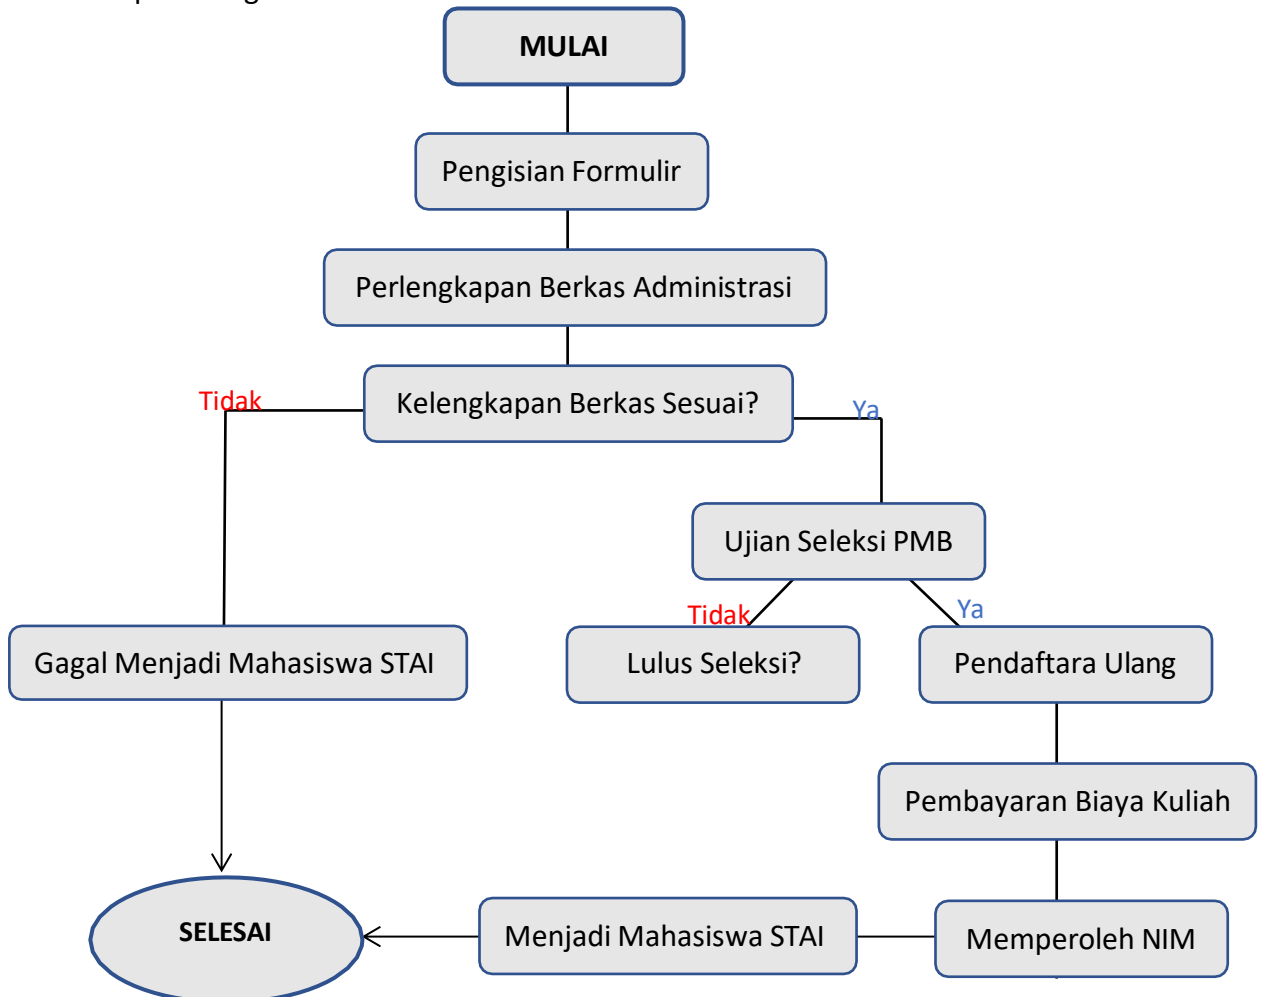 MULAI
Pengisian Formulir
Perlengkapan Berkas Administrasi
Tidak
Kelengkapan Berkas Sesuai?
Ya
Ujian Seleksi PMB
Tidak
Ya
Gagal Menjadi Mahasiswa STAI
Lulus Seleksi?
Pendaftara Ulang
Pembayaran Biaya Kuliah
SELESAI
Menjadi Mahasiswa STAI
Memperoleh NIM